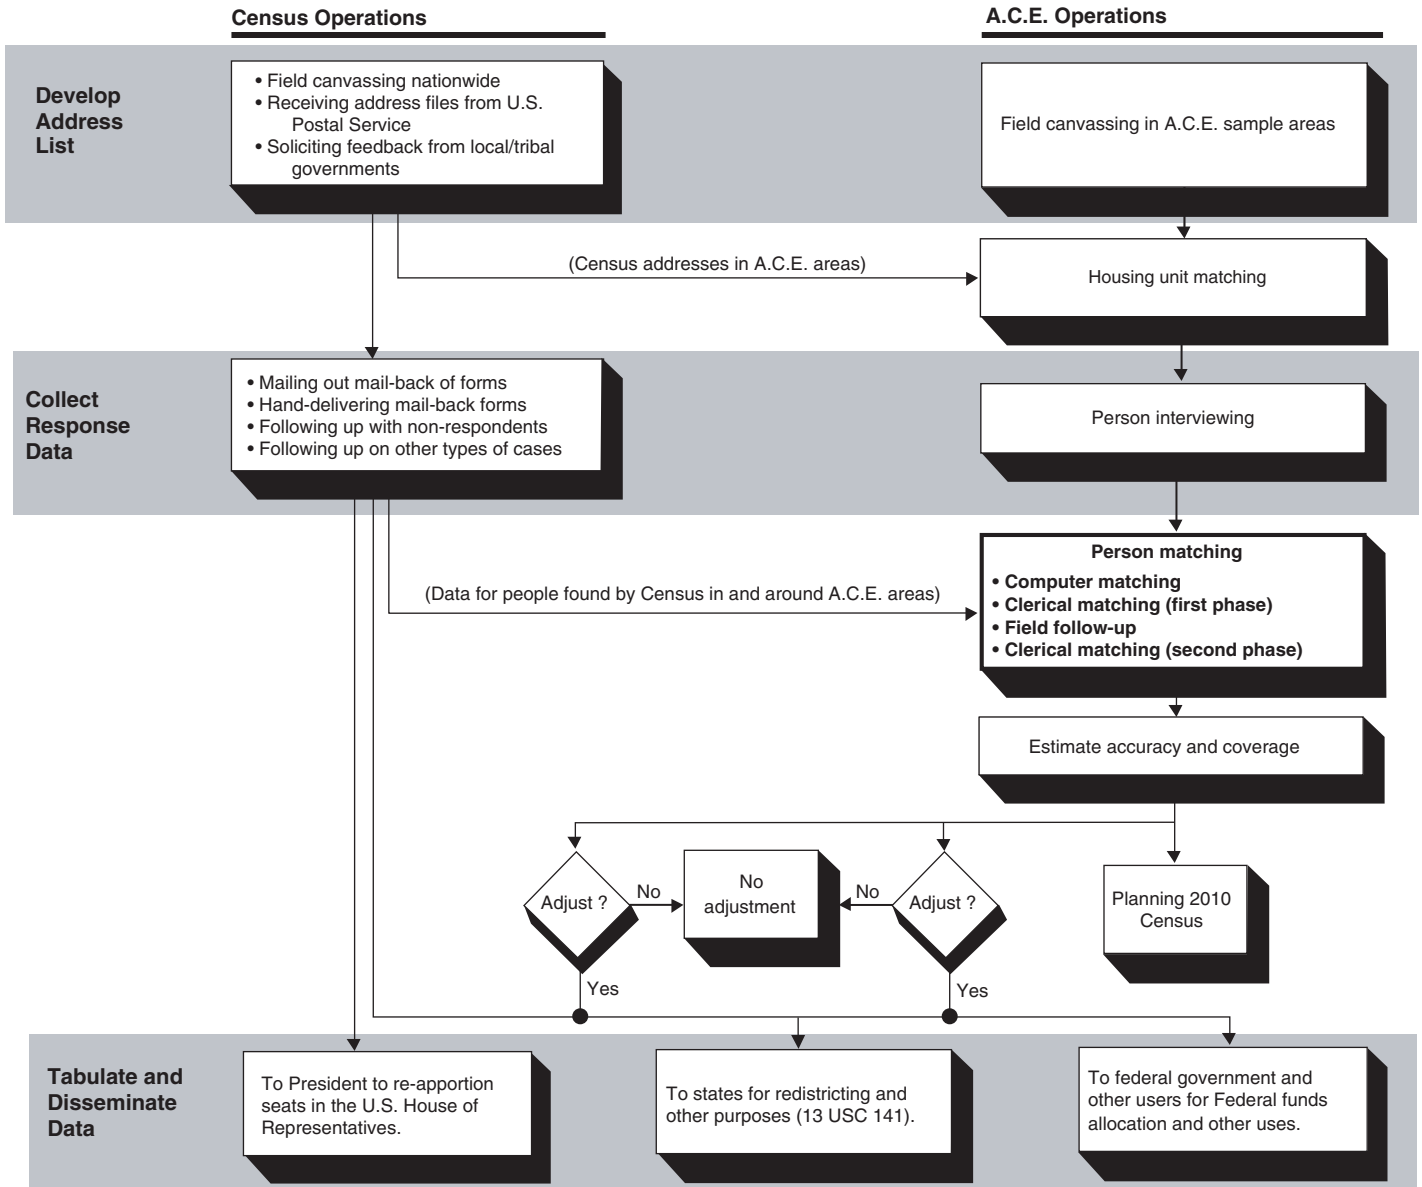 Census Operations
A.C.E. Operations
Develop
Address
List
• Field canvassing nationwide
• Receiving address files from U.S.
Postal Service
• Soliciting feedback from local/tribal
governments
Field canvassing in A.C.E. sample areas
(Census addresses in A.C.E. areas)
Housing unit matching
Collect
Response
Data
• Mailing out mail-back of forms
• Hand-delivering mail-back forms
• Following up with non-respondents
• Following up on other types of cases
Person interviewing
(Data for people found by Census in and around A.C.E. areas)
Person matching
• Computer matching
• Clerical matching (first phase)
• Field follow-up
• Clerical matching (second phase)
Estimate accuracy and coverage
Adjust ?
No
No
adjustment
No
Adjust ?
Planning 2010
Census
Yes
Yes
Tabulate and
Disseminate
Data
To President to re-apportion
seats in the U.S. House of
Representatives.
To states for redistricting and
other purposes (13 USC 141).
To federal government and
other users for Federal funds
allocation and other uses.